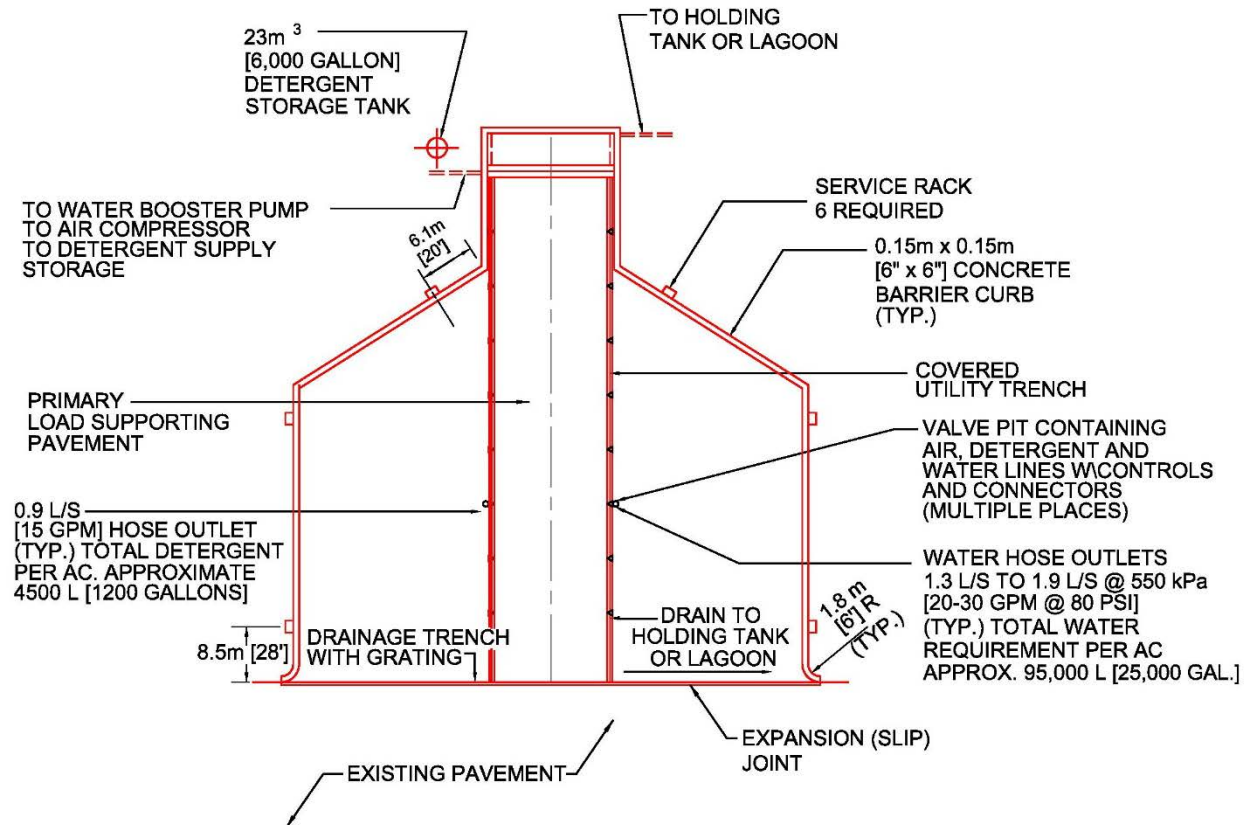 23m 3
[6,000 GALLON]
DETERGENT
STORAGE TANK
TO HOLDING
TANK OR LAGOON
TO WATER BOOSTER PUMP
TO AIR COMPRESSOR
TO DETERGENT SUPPLY
STORAGE
6.1m
[20']
SERVICE RACK
6 REQUIRED
0.15m x 0.15m
[6" x 6"] CONCRETE
BARRIER CURB
(TYP.)
COVERED
UTILITY TRENCH
PRIMARY
LOAD SUPPORTING
PAVEMENT
VALVE PIT CONTAINING
AIR, DETERGENT AND
WATER LINES W\CONTROLS
AND CONNECTORS
(MULTIPLE PLACES)
0.9 L/S
[15 GPM] HOSE OUTLET
(TYP.) TOTAL DETERGENT
PER AC. APPROXIMATE
4500 L [1200 GALLONS]
WATER HOSE OUTLETS
1.3 L/S TO 1.9 L/S @ 550 kPa
[20-30 GPM @ 80 PSI]
(TYP.) TOTAL WATER
REQUIREMENT PER AC
APPROX. 95,000 L [25,000 GAL.]
8.5m [28']
DRAINAGE TRENCH
WITH GRATING
DRAIN TO
HOLDING TANK
OR LAGOON
1.8 m
[6'] R
(TYP.)
EXPANSION (SLIP)
JOINT
EXISTING PAVEMENT